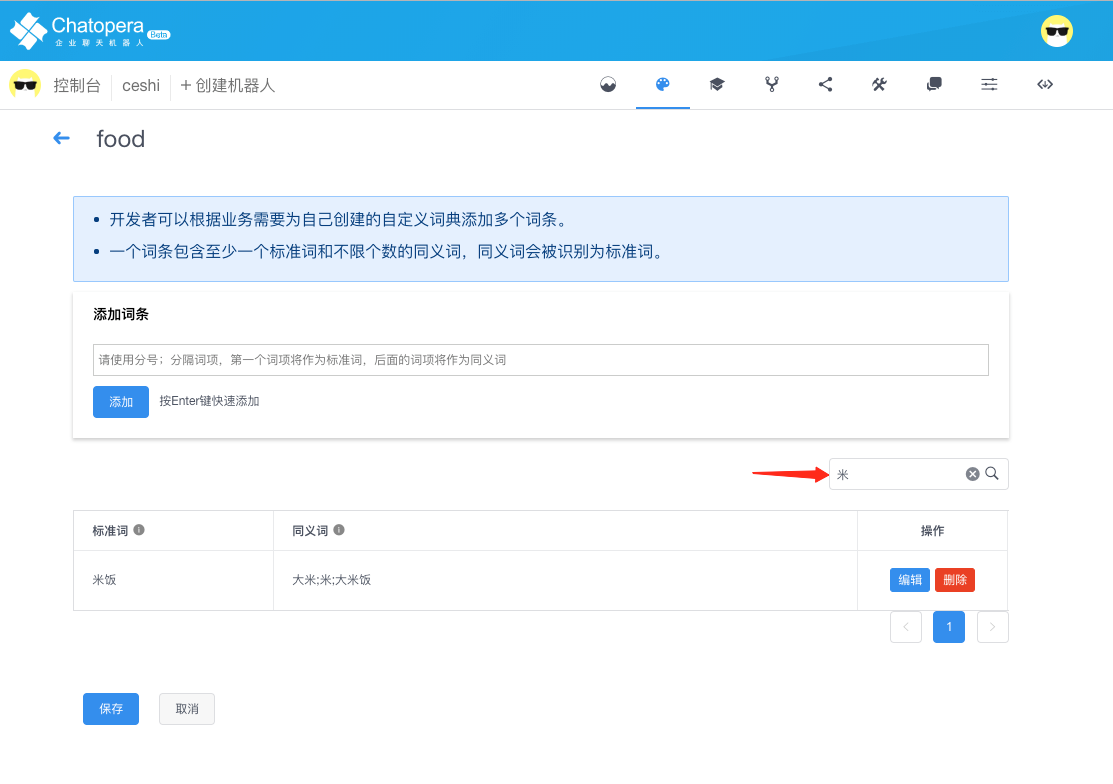 Chatopera Beta
企业聊天机器人
控制台 ceshi + 创建机器人
food
开发者可以根据业务需要为自己创建的自定义词典添加多个词条。
一个词条包含至少一个标准词和不限个数的同义词，同义词会被识别为标准词。
添加词条
请使用分号；分隔词项，第一个词项将作为标准词，后面的词项将作为同义词
添加 按Enter键快速添加
米
标准词 同义词 操作
米饭 大米;米;大米饭 编辑 删除
1
保存 取消